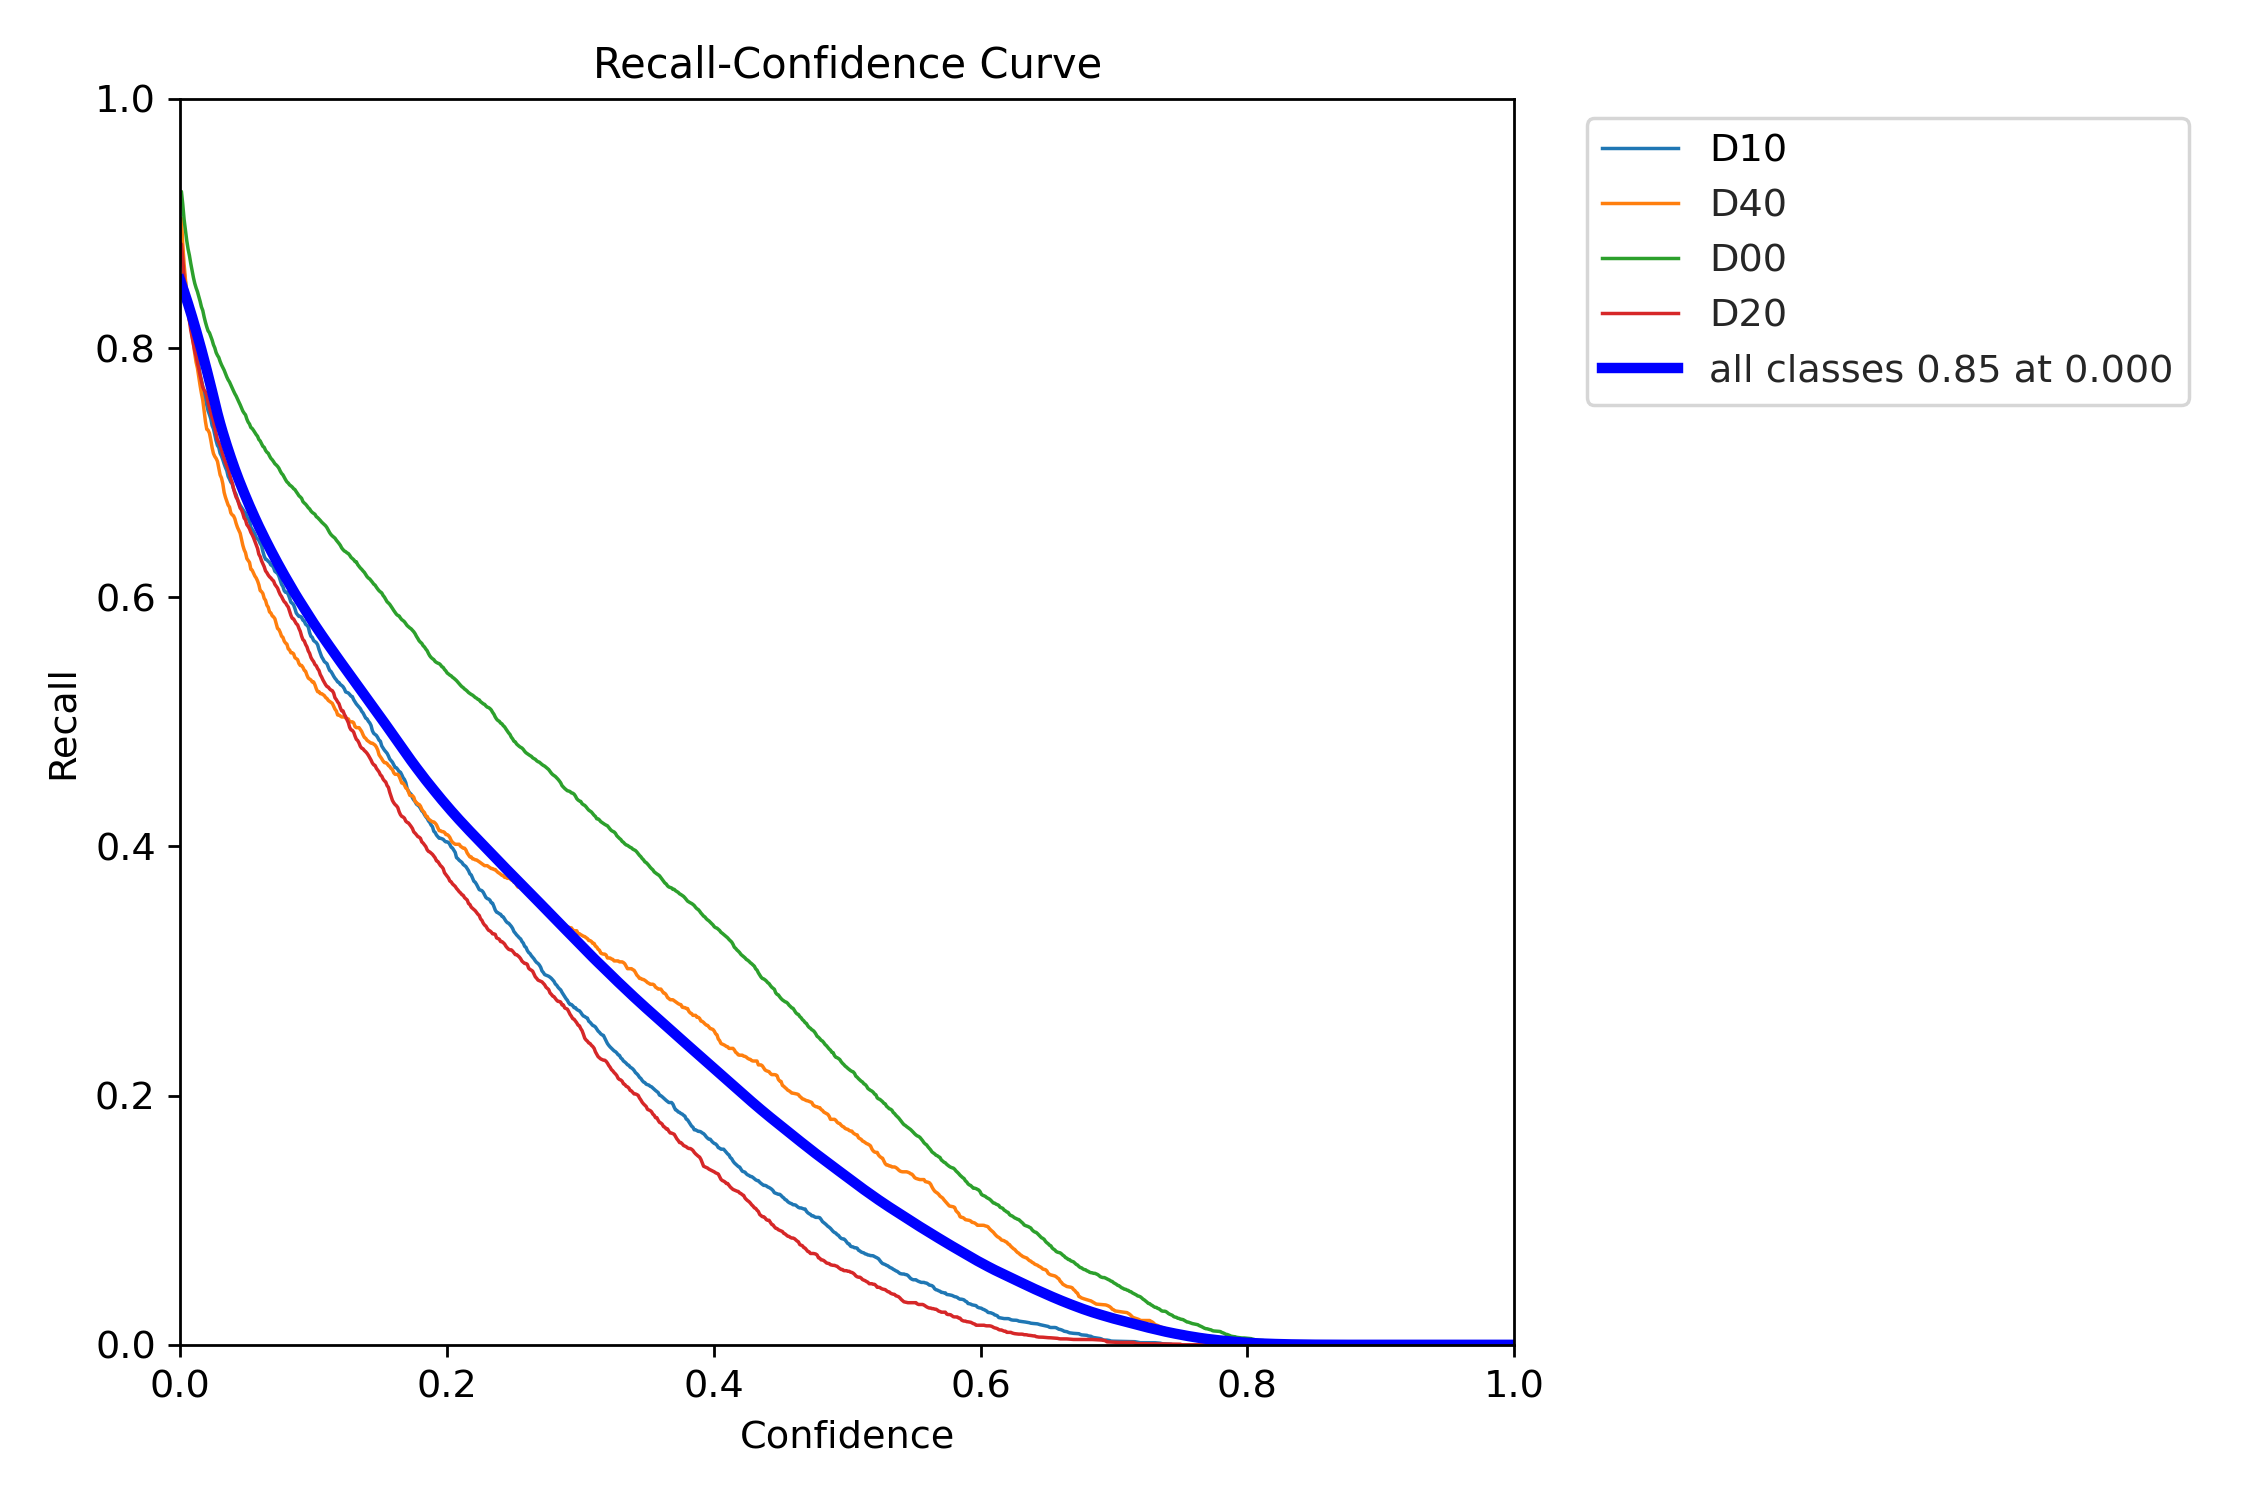 Recall-Confidence Curve
1.0
0.8
0.6
0.4
0.2
0.0
Recall
0.0 0.2 0.4 0.6 0.8 1.0
Confidence
D10
D40
D00
D20
all classes 0.85 at 0.000